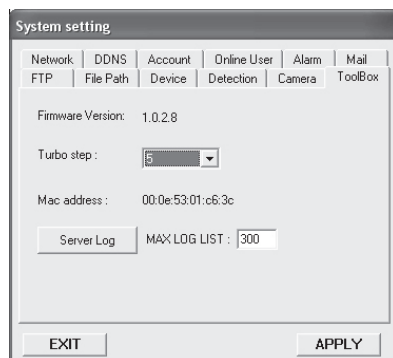 System setting
Network DDNS Account Online User Alarm Mail
FTP File Path Device Detection Camera ToolBox
Firmware Version: 1.0.2.8
Turbo step : 5
Mac address : 00:0e:53:01:c6:3c
Server Log MAX LOG LIST : 300
EXIT APPLY